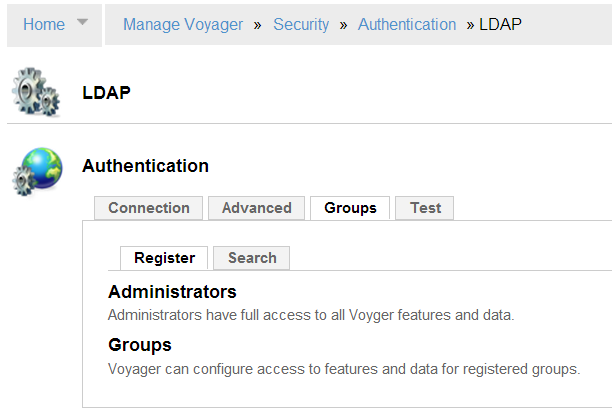 Home Manage Voyager » Security » Authentication » LDAP
LDAP
Authentication
Connection Advanced Groups Test
Register Search
Administrators
Administrators have full access to all Voyger features and data.
Groups
Voyager can configure access to features and data for registered groups.